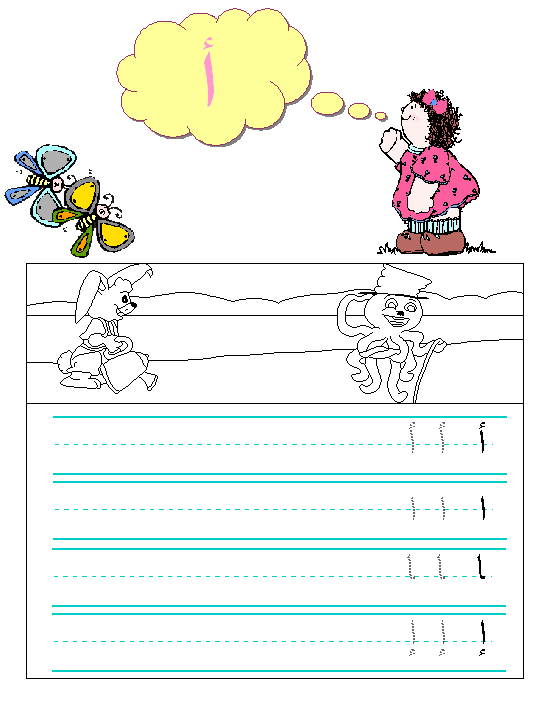 أ
أ أ أ
ا ا ا
ـا ـا ـا
إ إ إ